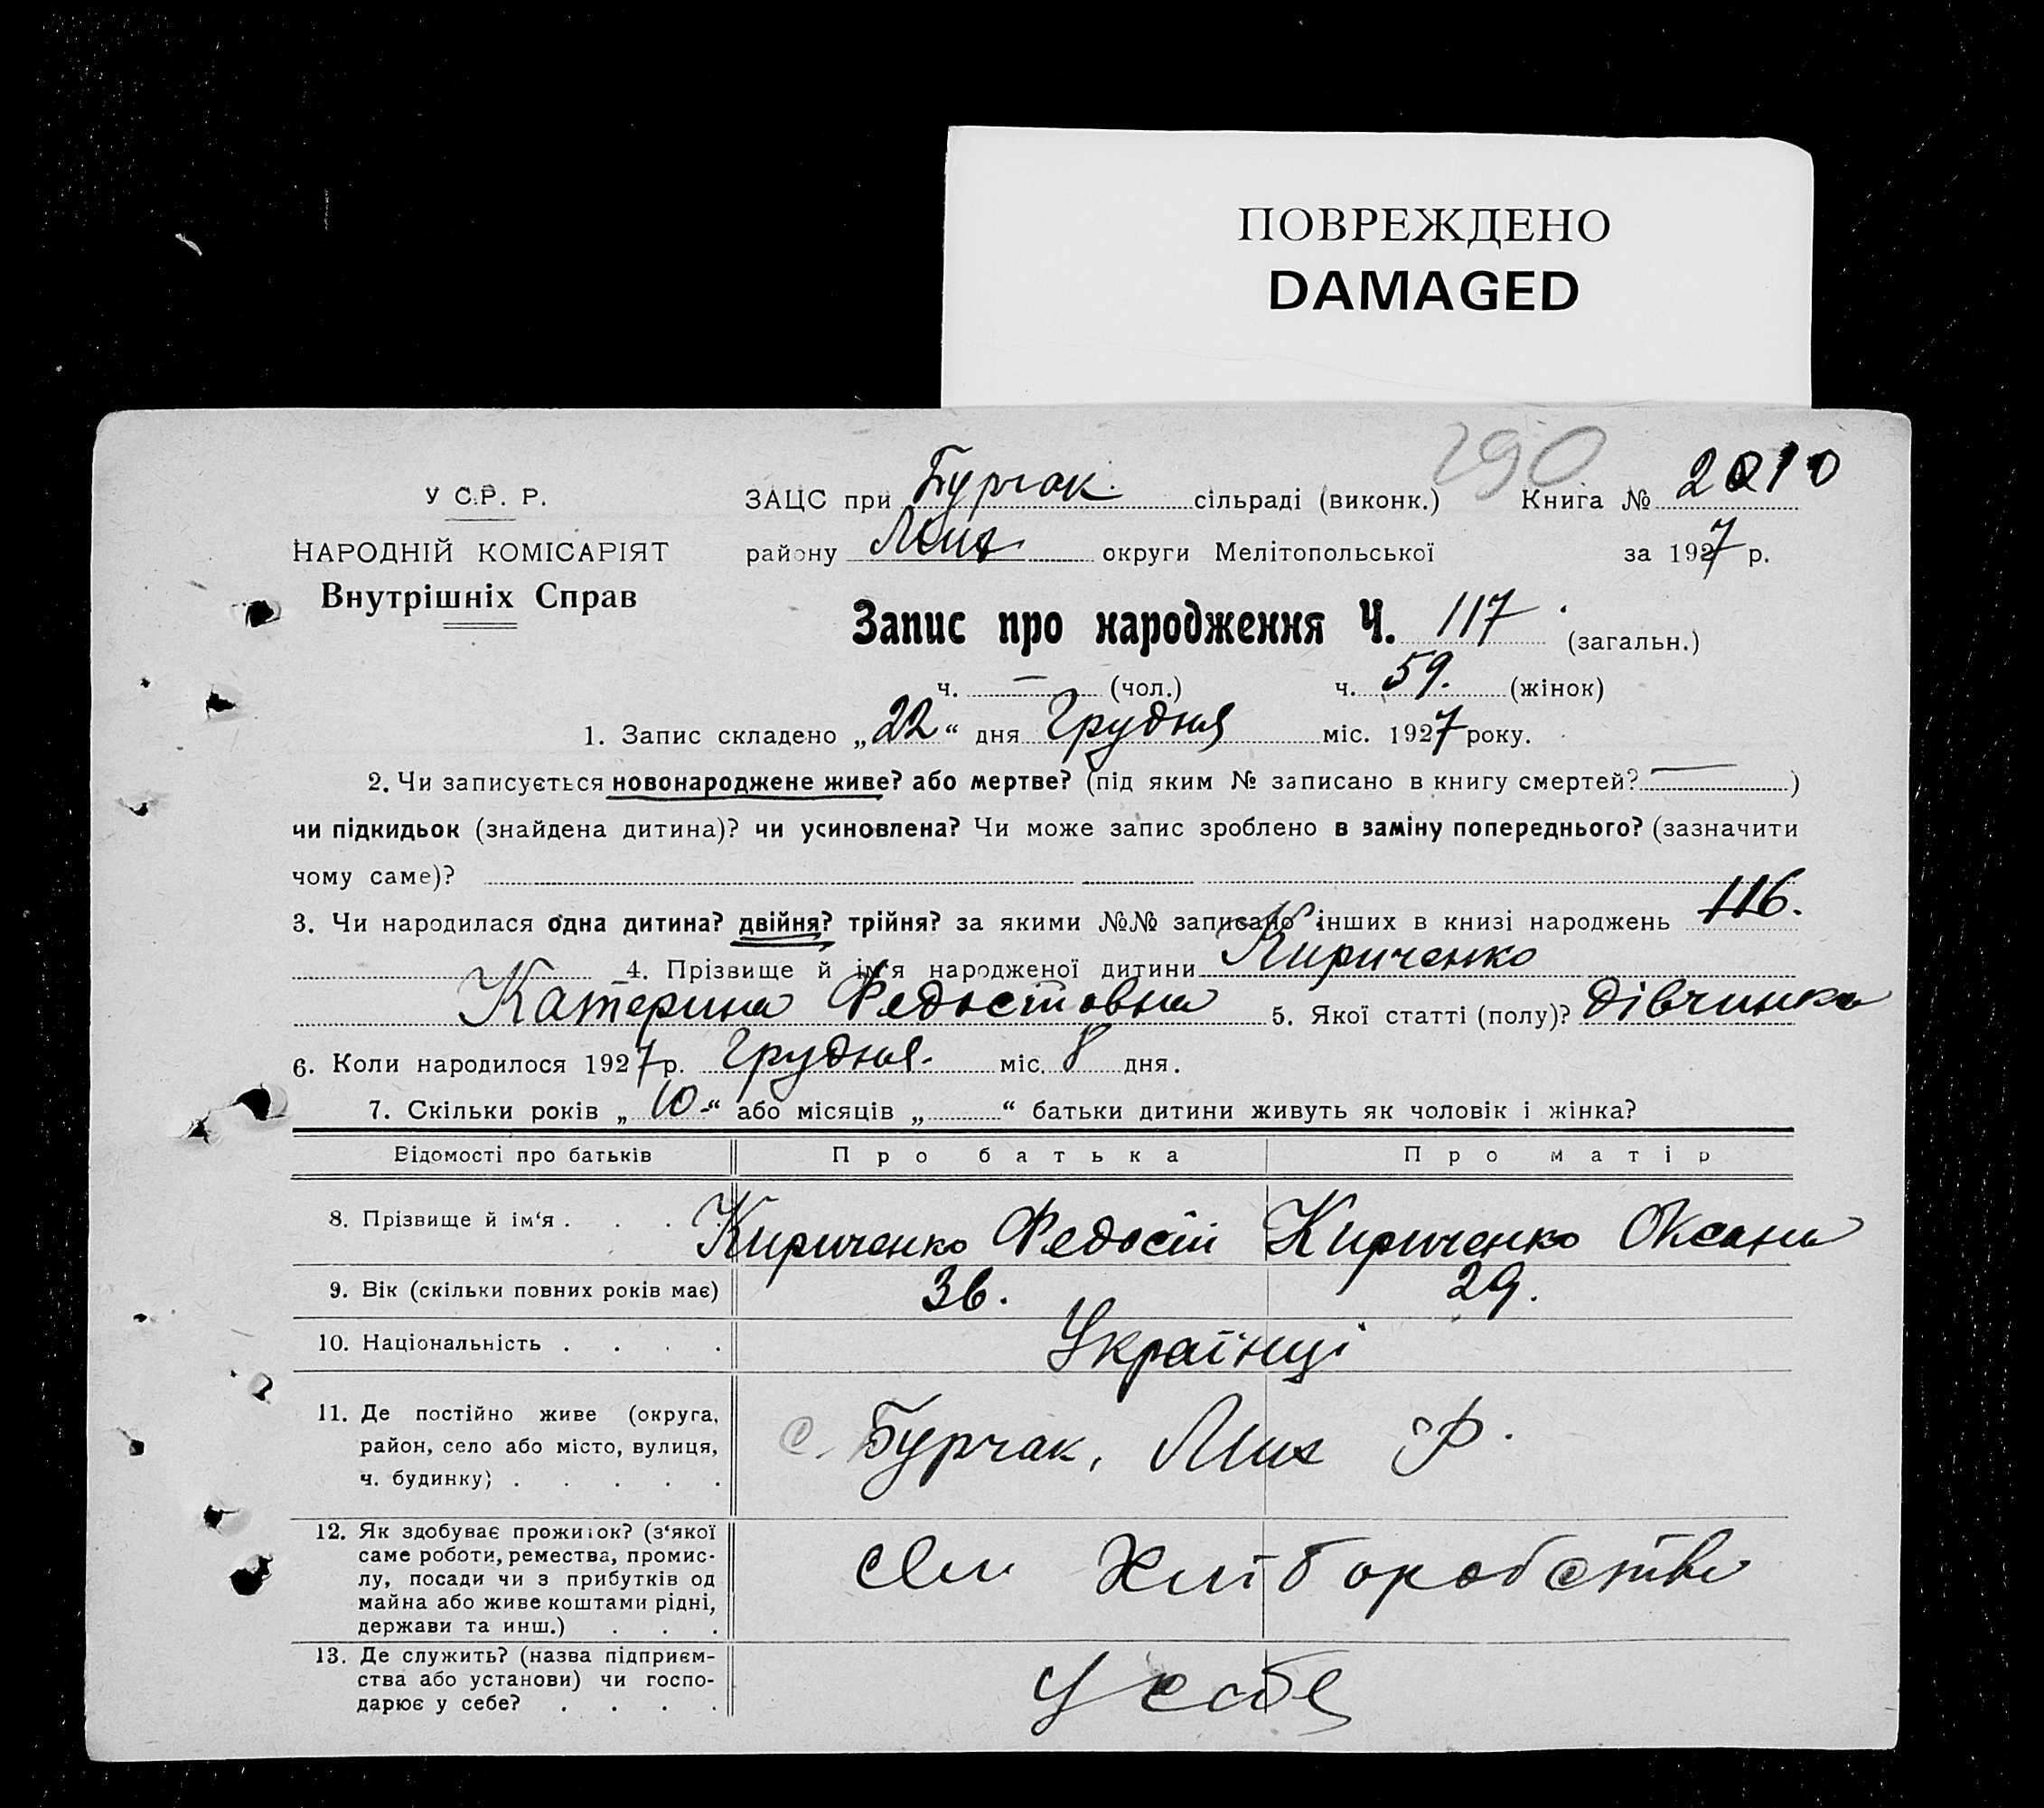 ПОВРЕЖДЕНО
DAMAGED
290
У С.Р. Р.
ЗАЦС при Бурчак. сільраді (виконк.) Книга №
НАРОДНІЙ КОМІСАРІЯТ
району Мих. округи Мелітопольської за 1927 р.
Внутрішніх Справ
Запис про народження Ч. 117 (загальн.)
ч. — (чол.) ч. 59. (жінок)
1. Запис складено „22“ дня Грудня міс. 1927 року.
2. Чи записується новонароджене живе? або мертве? (під яким № записано в книгу смертей? — )
чи підкидьок (знайдена дитина)? чи усиновлена? Чи може запис зроблено в заміну попереднього? (зазначити
чому саме)?
3. Чи народилася одна дитина? двійня? трійня? за якими №№ записано інших в книзі народжень 116.
4. Прізвище й ім'я народженої дитини Кириченко
Катерина Федостовна 5. Якої статті (полу)? Дівчинка
6. Коли народилося 1927 р. Грудня. міс. 8 дня.
7. Скільки років „10.“ або місяців „ “ батьки дитини живуть як чоловік і жінка?
Відомості про батьків Про батька Про матір
8. Прізвище й ім‘я . . . . Кириченко Федосій Кириченко Оксана
9. Вік (скільки повних років має) 36. 29.
10. Національність . . . . Українці
11. Де постійно живе (округа,
район, село або місто, вулиця,
ч. будинку) . . . . .
с. Бурчак, Мих р.
12. Як здобуває прожиток? (з‘якої
саме роботи, ремества, промис-
лу, посади чи з прибутків од
майна або живе коштами рідні,
держави та инш.) . . .
Хліборобство
13. Де служить? (назва підприєм-
ства або установи) чи госпо-
дарює у себе? . . . .
У себе